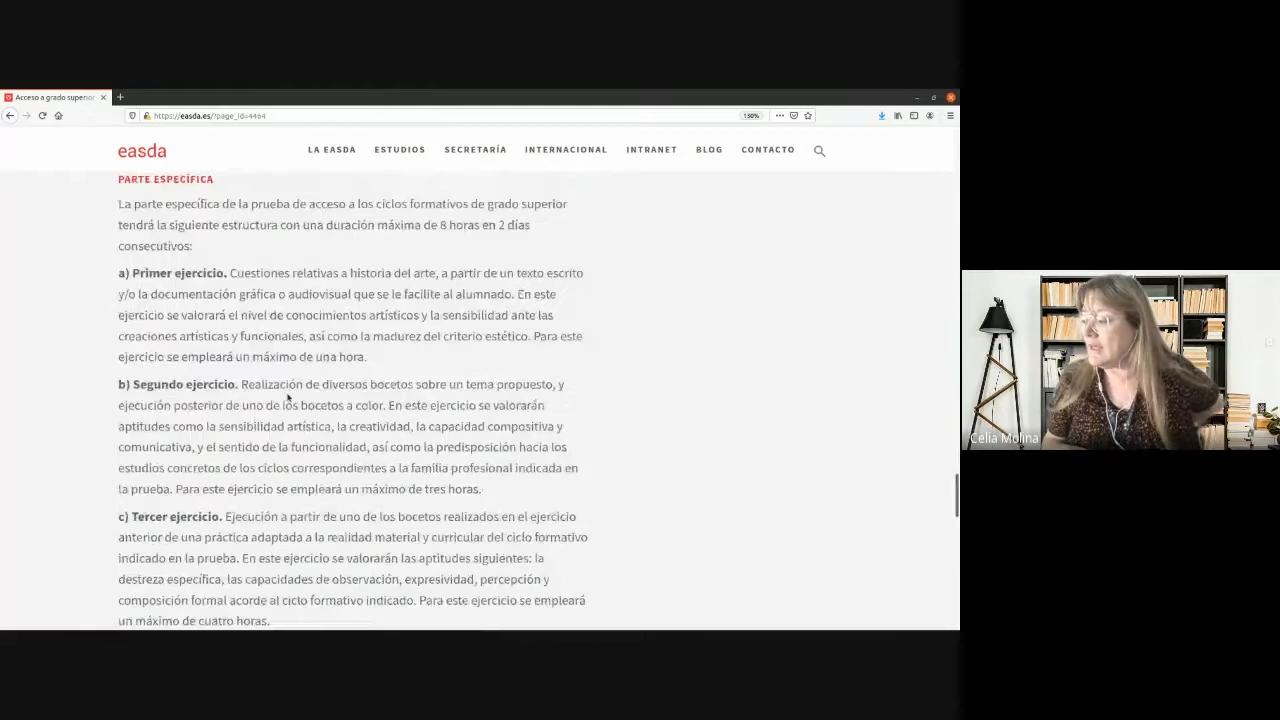 Acceso a grado superior
https://easda.es/?page_id=4464
130%
easda
LA EASDA
ESTUDIOS
SECRETARÍA
INTERNACIONAL
INTRANET
BLOG
CONTACTO
PARTE ESPECÍFICA
La parte específica de la prueba de acceso a los ciclos formativos de grado superior
tendrá la siguiente estructura con una duración máxima de 8 horas en 2 días
consecutivos:
a) Primer ejercicio. Cuestiones relativas a historia del arte, a partir de un texto escrito
y/o la documentación gráfica o audiovisual que se le facilite al alumnado. En este
ejercicio se valorará el nivel de conocimientos artísticos y la sensibilidad ante las
creaciones artísticas y funcionales, así como la madurez del criterio estético. Para este
ejercicio se empleará un máximo de una hora.
b) Segundo ejercicio. Realización de diversos bocetos sobre un tema propuesto, y
ejecución posterior de uno de los bocetos a color. En este ejercicio se valorarán
aptitudes como la sensibilidad artística, la creatividad, la capacidad compositiva y
comunicativa, y el sentido de la funcionalidad, así como la predisposición hacia los
estudios concretos de los ciclos correspondientes a la familia profesional indicada en
la prueba. Para este ejercicio se empleará un máximo de tres horas.
c) Tercer ejercicio. Ejecución a partir de uno de los bocetos realizados en el ejercicio
anterior de una práctica adaptada a la realidad material y curricular del ciclo formativo
indicado en la prueba. En este ejercicio se valorarán las aptitudes siguientes: la
destreza específica, las capacidades de observación, expresividad, percepción y
composición formal acorde al ciclo formativo indicado. Para este ejercicio se empleará
un máximo de cuatro horas.
Celia Molina